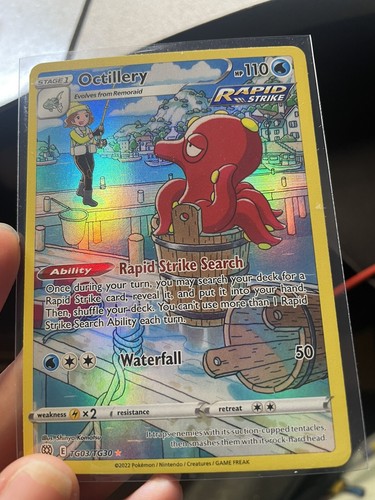 STAGE 1 Octillery HP 110
Evolves from Remoraid
RAPID
STRIKE
Ability Rapid Strike Search
Once during your turn, you may search your deck for a
Rapid Strike card, reveal it, and put it into your hand.
Then, shuffle your deck. You can't use more than 1 Rapid
Strike Search Ability each turn.
Waterfall 50
weakness ×2 resistance retreat
Illus. Shinya Komatsu
It traps enemies with its suction-cupped tentacles,
then smashes them with its rock-hard head.
E TG03/TG30
©2022 Pokémon / Nintendo / Creatures / GAME FREAK